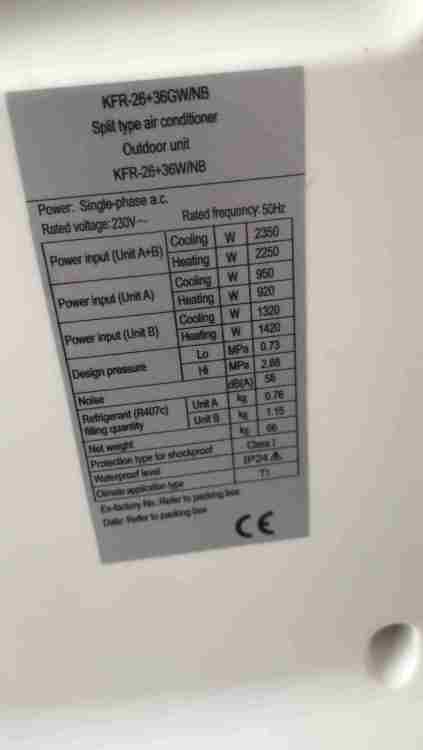 KFR-26+36GW/NB
Split type air conditioner
Outdoor unit
KFR-26+36W/NB
Power: Single-phase a.c.
Rated voltage: 230V~ Rated frequency: 50Hz
Power input (Unit A+B) Cooling W 2350
Heating W 2250
Power input (Unit A) Cooling W 950
Heating W 920
Power input (Unit B) Cooling W 1320
Heating W 1420
Design pressure Lo MPa 0.73
Hi MPa 2.68
Noise dB(A) 58
Refrigerant (R407c) filling quantity Unit A kg 0.76
Unit B kg 1.15
Net weight kg 66
Protection type for shockproof Class I
Waterproof level IP24
Climate application type T1
Ex-factory No.: Refer to packing box
Date: Refer to packing box
CE